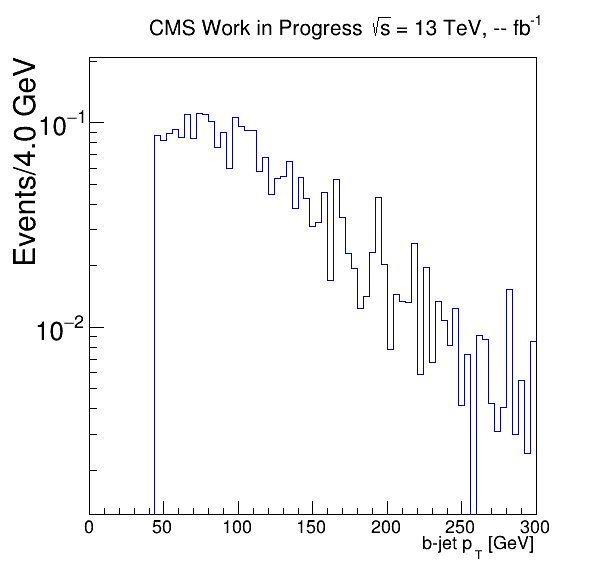 CMS Work in Progress √s = 13 TeV, -- fb⁻¹
Events/4.0 GeV
10⁻¹
10⁻²
0 50 100 150 200 250 300
b-jet p_T [GeV]